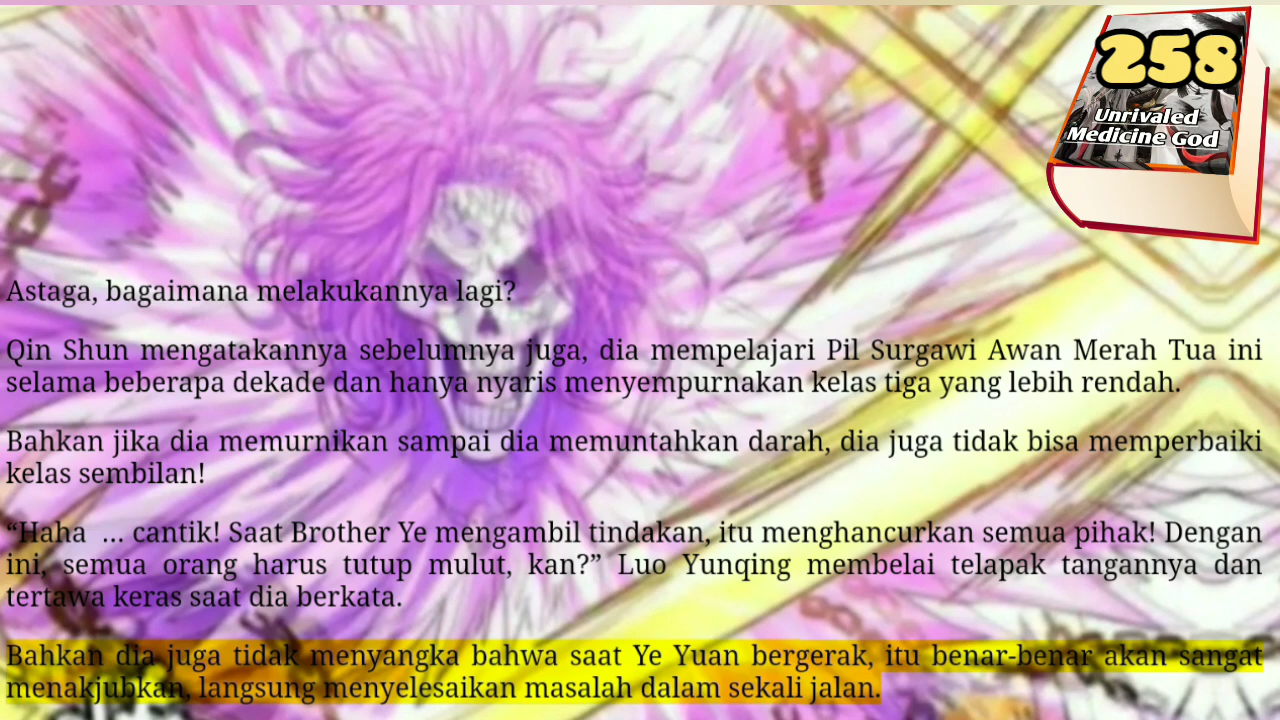 258
Unrivaled
Medicine God
Astaga, bagaimana melakukannya lagi?
Qin Shun mengatakannya sebelumnya juga, dia mempelajari Pil Surgawi Awan Merah Tua ini
selama beberapa dekade dan hanya nyaris menyempurnakan kelas tiga yang lebih rendah.
Bahkan jika dia memurnikan sampai dia memuntahkan darah, dia juga tidak bisa memperbaiki
kelas sembilan!
“Haha … cantik! Saat Brother Ye mengambil tindakan, itu menghancurkan semua pihak! Dengan
ini, semua orang harus tutup mulut, kan?” Luo Yunqing membelai telapak tangannya dan
tertawa keras saat dia berkata.
Bahkan dia juga tidak menyangka bahwa saat Ye Yuan bergerak, itu benar-benar akan sangat
menakjubkan, langsung menyelesaikan masalah dalam sekali jalan.